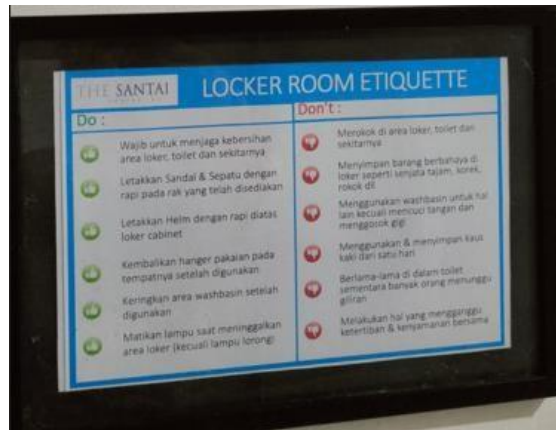 THE SANTAI
LOCKER ROOM ETIQUETTE
Do :
Wajib untuk menjaga kebersihan
area loker, toilet dan sekitarnya
Letakkan Sandal & Sepatu dengan
rapi pada rak yang telah disediakan
Letakkan Helm dengan rapi diatas
loker cabinet
Kembalikan hanger pakaian pada
tempatnya setelah digunakan
Keringkan area washbasin setelah
digunakan
Matikan lampu saat meninggalkan
area loker (kecuali lampu lorong)
Don't :
Merokok di area loker, toilet dan
sekitarnya
Menyimpan barang berbahaya di
loker seperti senjata tajam, korek,
rokok dll
Menggunakan washbasin untuk hal
lain kecuali mencuci tangan dan
menggosok gigi
Menggunakan & menyimpan kaus
kaki dari satu hari
Berlama-lama di dalam toilet
sementara banyak orang menunggu
giliran
Melakukan hal yang mengganggu
ketertiban & kenyamanan bersama